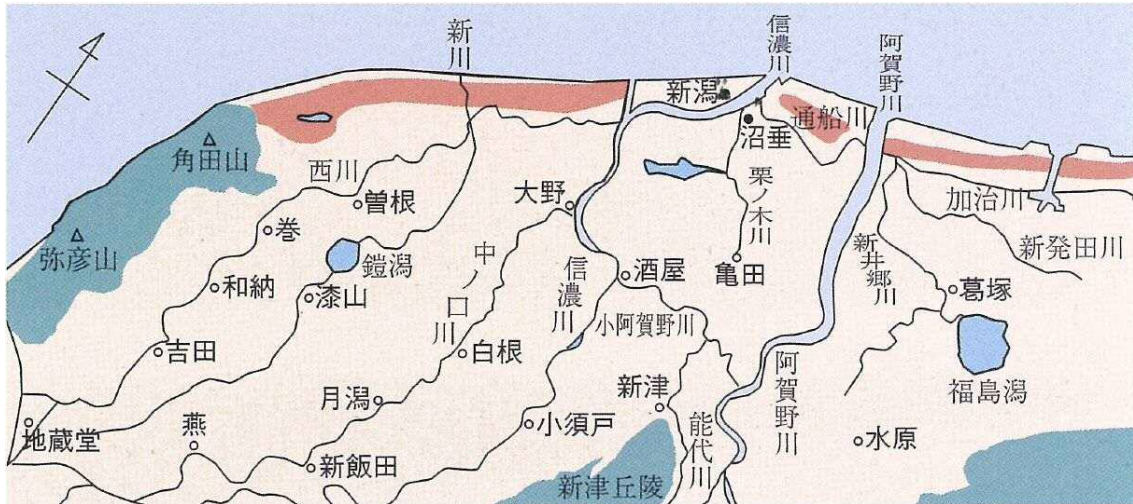 新川
信濃川
阿賀野川
新潟
通船川
沼垂
角田山
西川
大野
栗ノ木川
加治川
曽根
巻
弥彦山
鎧潟
中ノ口川
信濃川
酒屋
亀田
新井郷川
新発田川
和納
漆山
葛塚
小阿賀野川
吉田
白根
阿賀野川
福島潟
月潟
新津
地蔵堂
燕
小須戸
能代川
水原
新飯田
新津丘陵